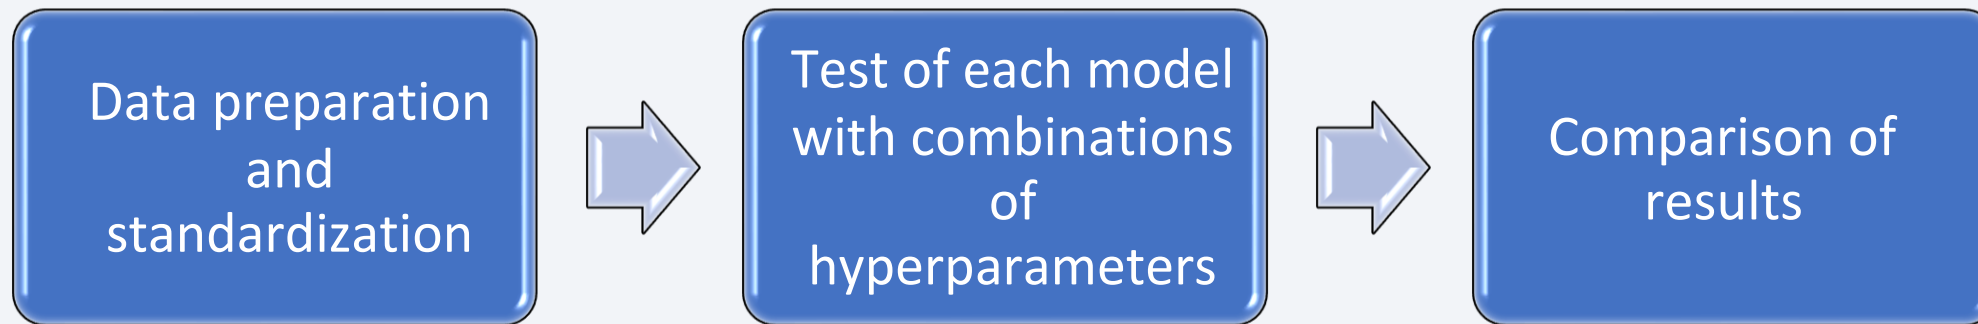 Data preparation
and
standardization
Test of each model
with combinations
of
hyperparameters
Comparison of
results